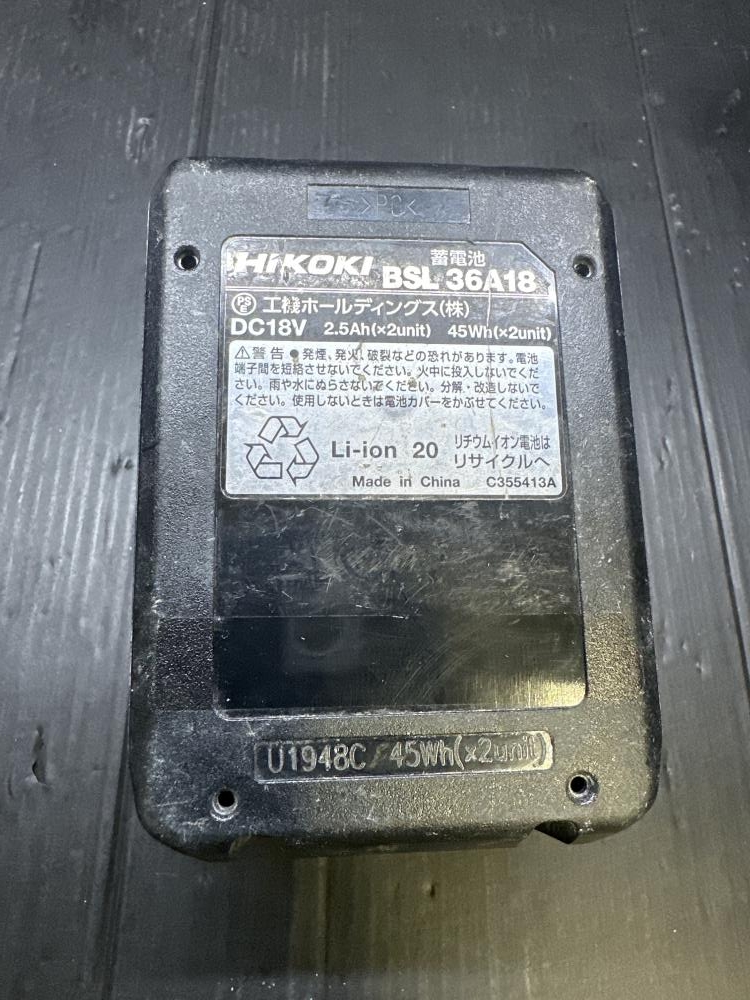 >PC<
HiKOKI 蓄電池 BSL 36A18
PSE 工機ホールディングス(株)
DC18V 2.5Ah(×2unit) 45Wh(×2unit)
⚠警告 ●発煙、発火、破裂などの恐れがあります。電池
端子間を短絡させないでください。火中に投入しないでくだ
さい。雨や水にぬらさないでください。分解・改造しないで
ください。使用しないときは電池カバーをかぶせてください。
Li-ion 20 リチウムイオン電池は
リサイクルへ
Made in China C355413A
U1948C 45Wh(×2unit)